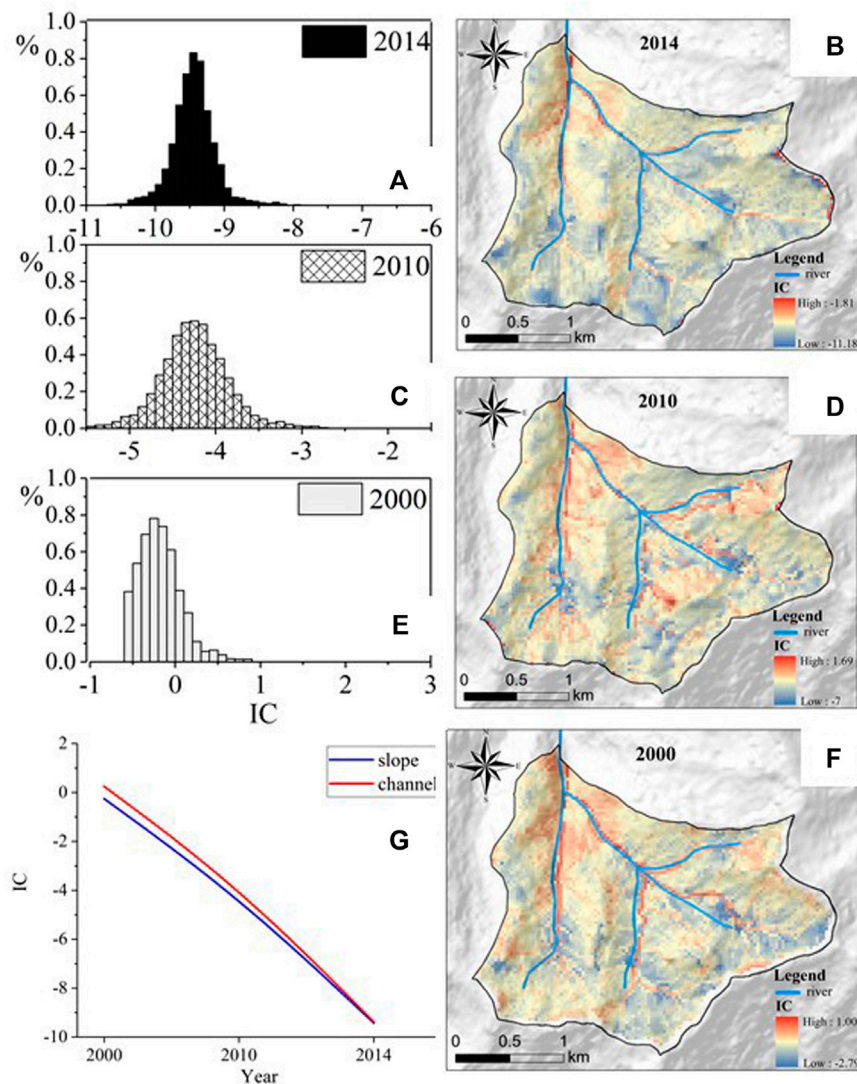 %
1.0
0.8
0.6
0.4
0.2
0.0
2014
A
-11 -10 -9 -8 -7 -6
%
1.0
0.8
0.6
0.4
0.2
0.0
2010
C
-5 -4 -3 -2
%
1.0
0.8
0.6
0.4
0.2
0.0
2000
E
-1 0 1 2 3
IC
2
0
-2
-4
-6
-8
-10
IC
slope
channel
G
2000 2010 2014
Year
2014
B
N
W E
S
Legend
river
IC
High : -1.81
Low : -11.18
0 0.5 1
km
2010
D
N
W E
S
Legend
river
IC
High : 1.69
Low : -7
0 0.5 1
km
2000
F
N
W E
S
Legend
river
IC
High : 1.00
Low : -2.79
0 0.5 1
km